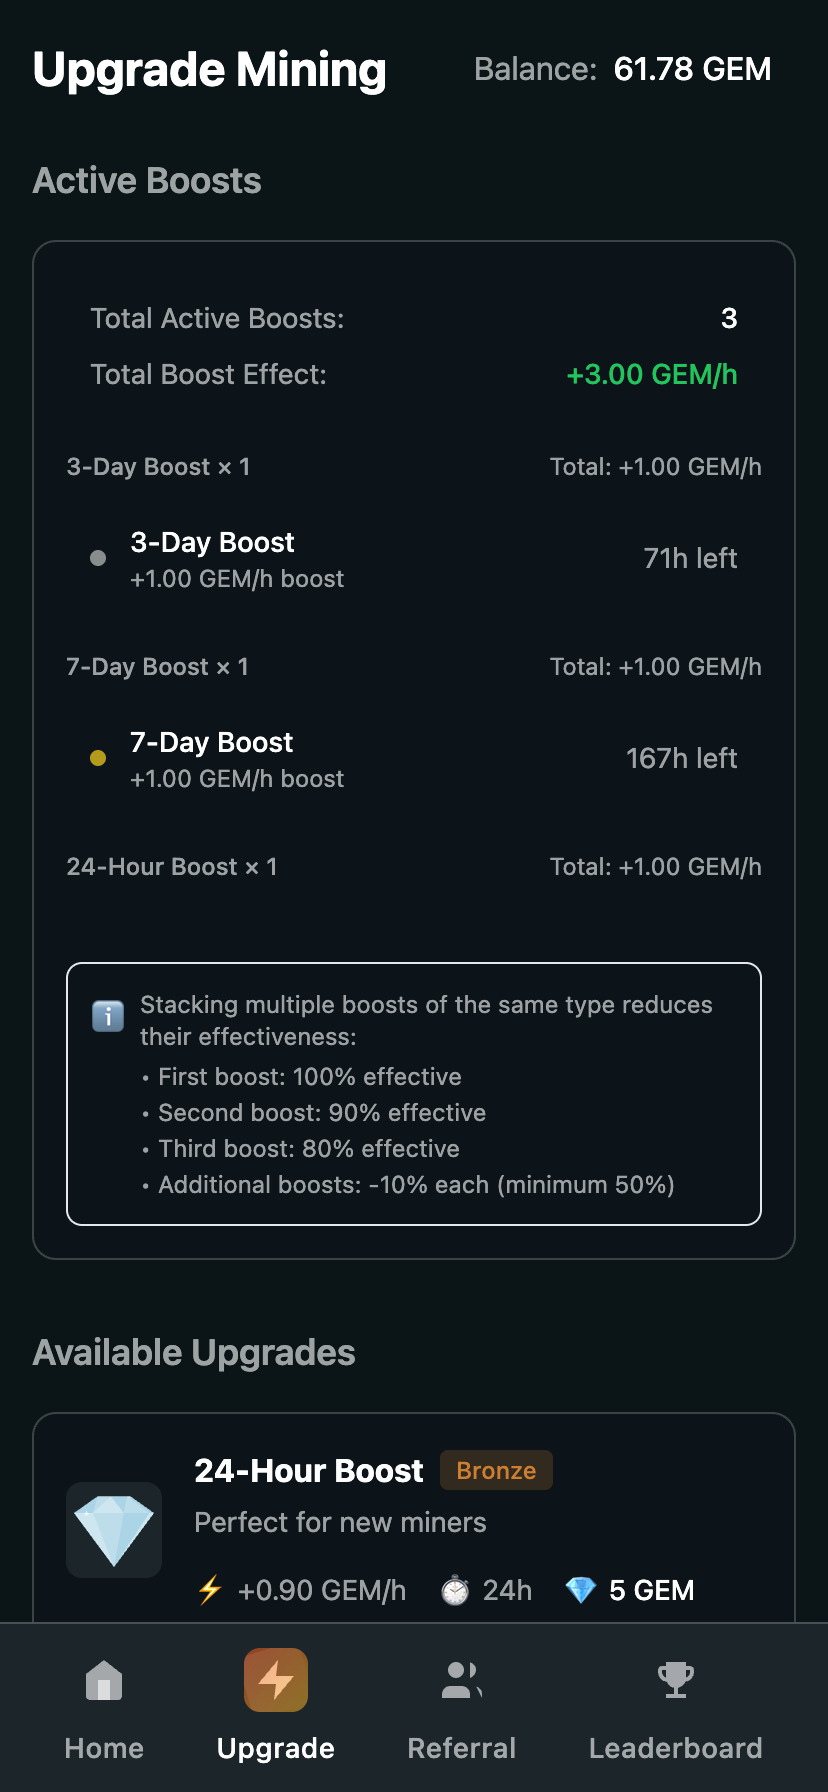 Upgrade Mining
Balance: 61.78 GEM
Active Boosts
Total Active Boosts: 3
Total Boost Effect: +3.00 GEM/h
3-Day Boost × 1 Total: +1.00 GEM/h
3-Day Boost
+1.00 GEM/h boost
71h left
7-Day Boost × 1 Total: +1.00 GEM/h
7-Day Boost
+1.00 GEM/h boost
167h left
24-Hour Boost × 1 Total: +1.00 GEM/h
Stacking multiple boosts of the same type reduces
their effectiveness:
• First boost: 100% effective
• Second boost: 90% effective
• Third boost: 80% effective
• Additional boosts: -10% each (minimum 50%)
Available Upgrades
24-Hour Boost Bronze
Perfect for new miners
+0.90 GEM/h 24h 5 GEM
Home Upgrade Referral Leaderboard